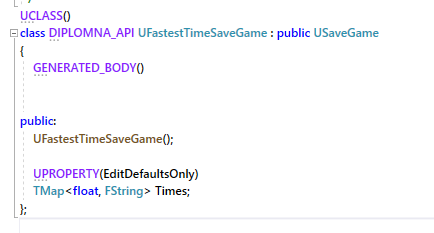 UCLASS()
class DIPLOMNA_API UFastestTimeSaveGame : public USaveGame
{
GENERATED_BODY()
public:
UFastestTimeSaveGame();
UPROPERTY(EditDefaultsOnly)
TMap<float, FString> Times;
};